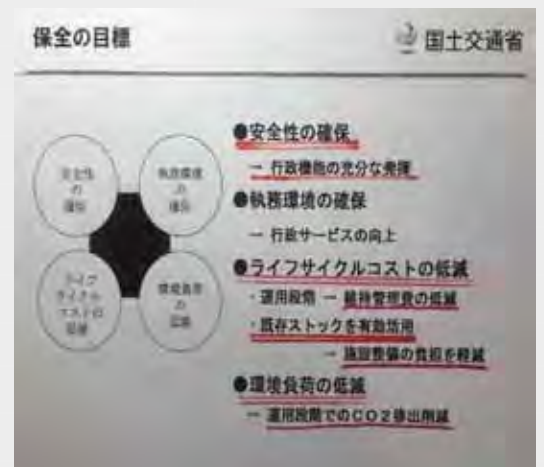 保全の目標
国土交通省
安全性
の
確保
執務環境
の
確保
ライフ
サイクル
コストの
低減
環境負荷
の
低減
●安全性の確保
→ 行政機能の充分な発揮
●執務環境の確保
→ 行政サービスの向上
●ライフサイクルコストの低減
・運用段階 → 維持管理費の低減
・既存ストックを有効活用
→ 施設整備の負担を軽減
●環境負荷の低減
→ 運用段階でのCO2排出削減